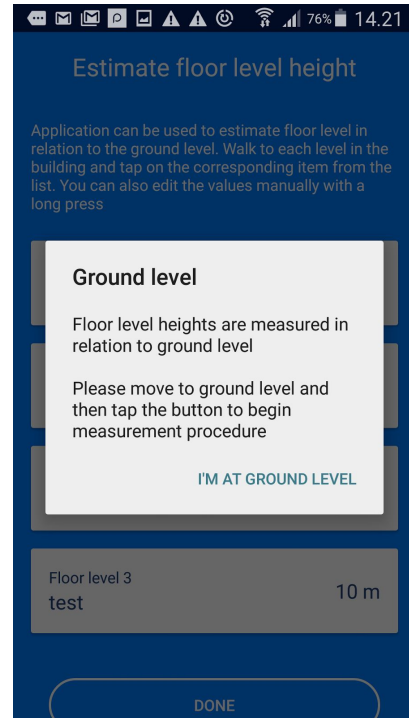 76% 14.21
Estimate floor level height
Application can be used to estimate floor level in
relation to the ground level. Walk to each level in the
building and tap on the corresponding item from the
list. You can also edit the values manually with a
long press
Ground level
Floor level heights are measured in
relation to ground level
Please move to ground level and
then tap the button to begin
measurement procedure
I'M AT GROUND LEVEL
Floor level 3
test
10 m
DONE